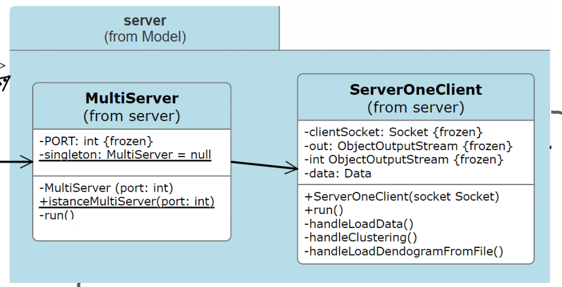 server
(from Model)
MultiServer
(from server)
-PORT: int {frozen}
-singleton: MultiServer = null
-MultiServer (port: int)
+istanceMultiServer(port: int)
-run()
ServerOneClient
(from server)
-clientSocket: Socket {frozen}
-out: ObjectOutputStream {frozen}
-int ObjectOutputStream {frozen}
-data: Data
+ServerOneClient(socket Socket)
+run()
-handleLoadData()
-handleClustering()
-handleLoadDendogramFromFile()